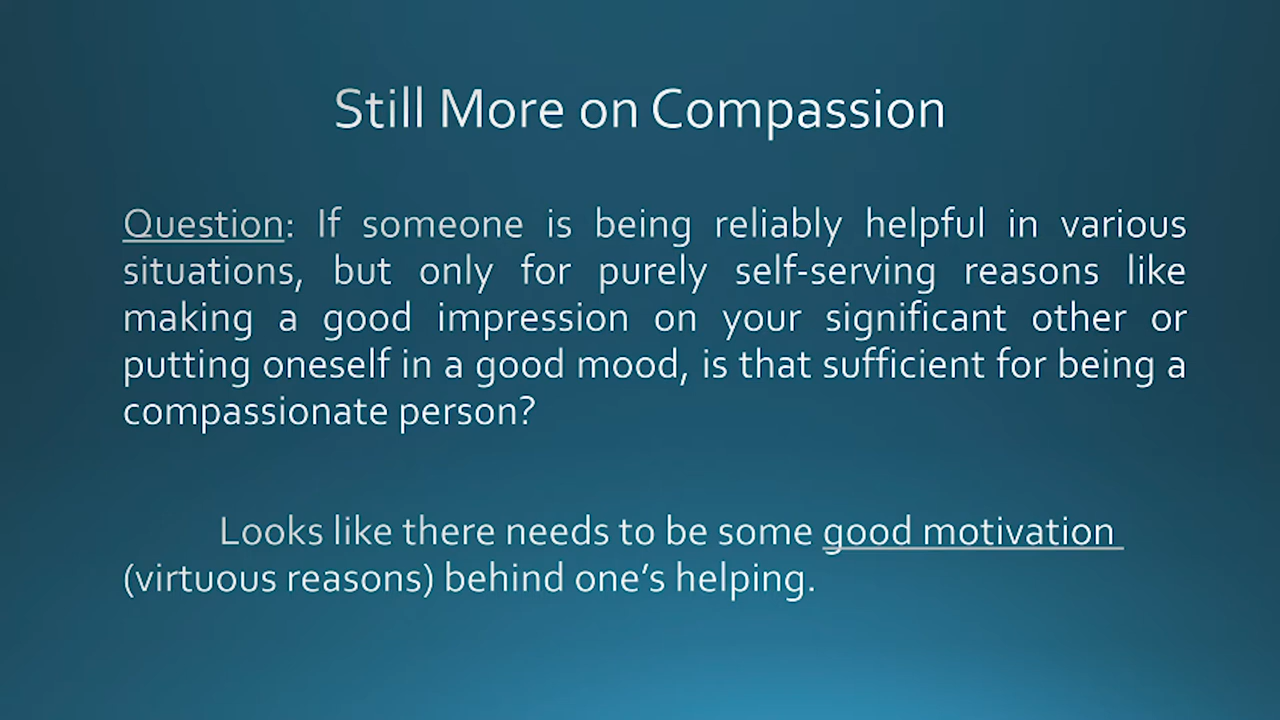 Still More on Compassion
Question: If someone is being reliably helpful in various
situations, but only for purely self-serving reasons like
making a good impression on your significant other or
putting oneself in a good mood, is that sufficient for being a
compassionate person?
Looks like there needs to be some good motivation
(virtuous reasons) behind one’s helping.